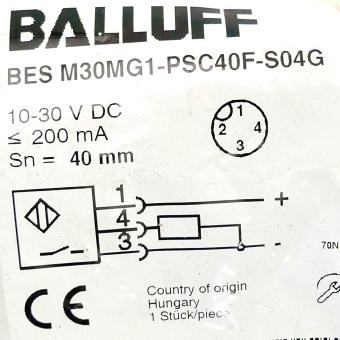 BALLUFF
BES M30MG1-PSC40F-S04G
10-30 V DC
≤ 200 mA
Sn = 40 mm
1
2 4
3
1
+
4
3
-
70N
CE
Country of origin
Hungary
1 Stück/piece